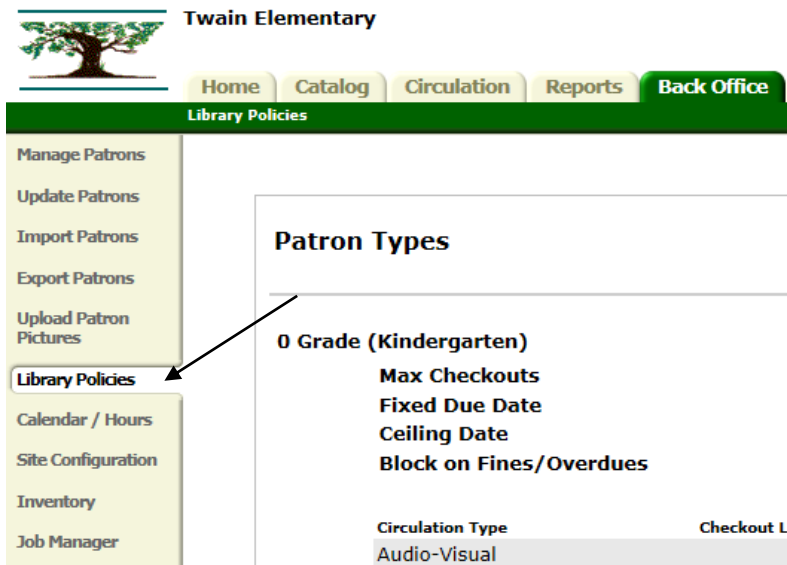 Twain Elementary
Home Catalog Circulation Reports Back Office
Library Policies
Manage Patrons
Update Patrons
Import Patrons
Export Patrons
Upload Patron
Pictures
Library Policies
Calendar / Hours
Site Configuration
Inventory
Job Manager
Patron Types
0 Grade (Kindergarten)
Max Checkouts
Fixed Due Date
Ceiling Date
Block on Fines/Overdues
Circulation Type Checkout L
Audio-Visual